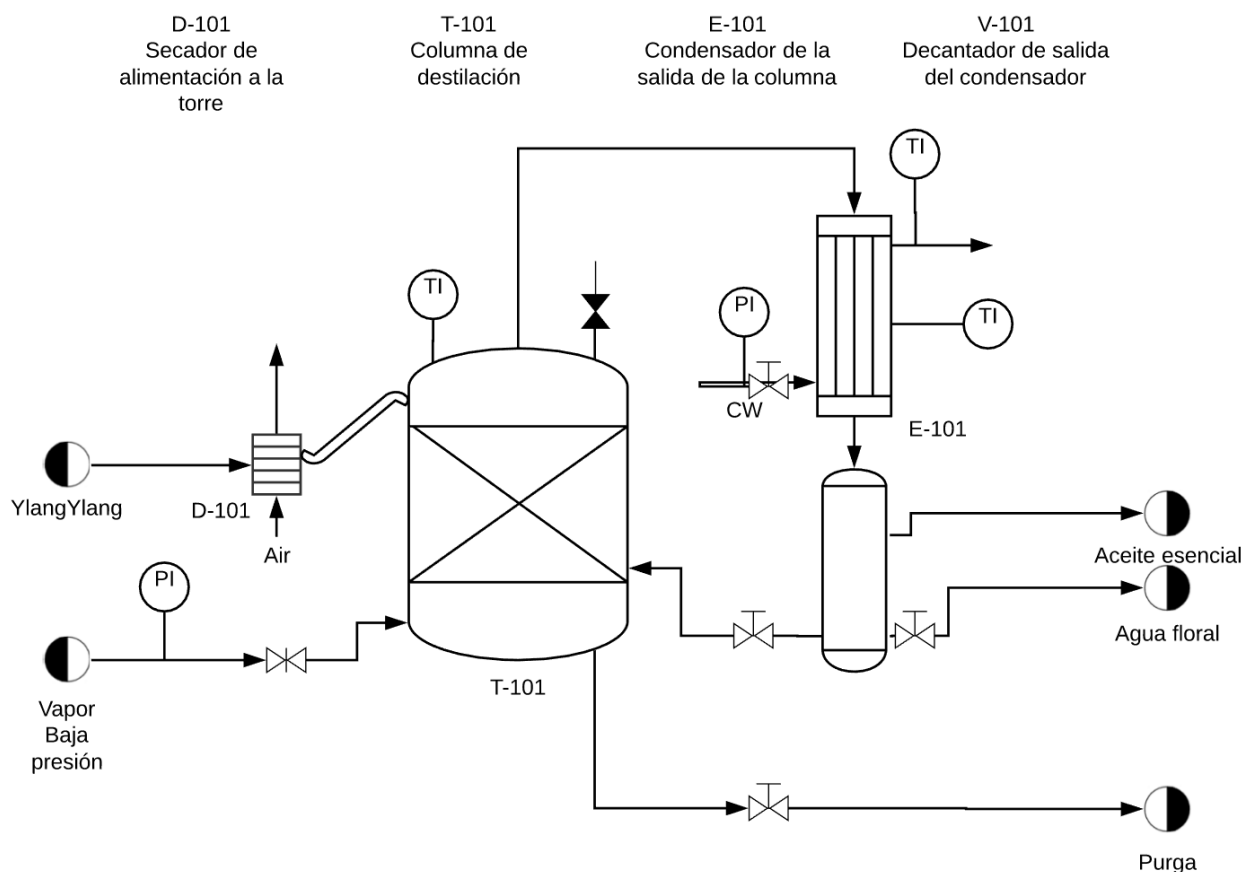 D-101
Secador de
alimentación a la
torre
T-101
Columna de
destilación
E-101
Condensador de la
salida de la columna
V-101
Decantador de salida
del condensador
TI
TI
PI
TI
CW
E-101
YlangYlang
D-101
Air
Aceite esencial
PI
Agua floral
T-101
Vapor
Baja
presión
Purga